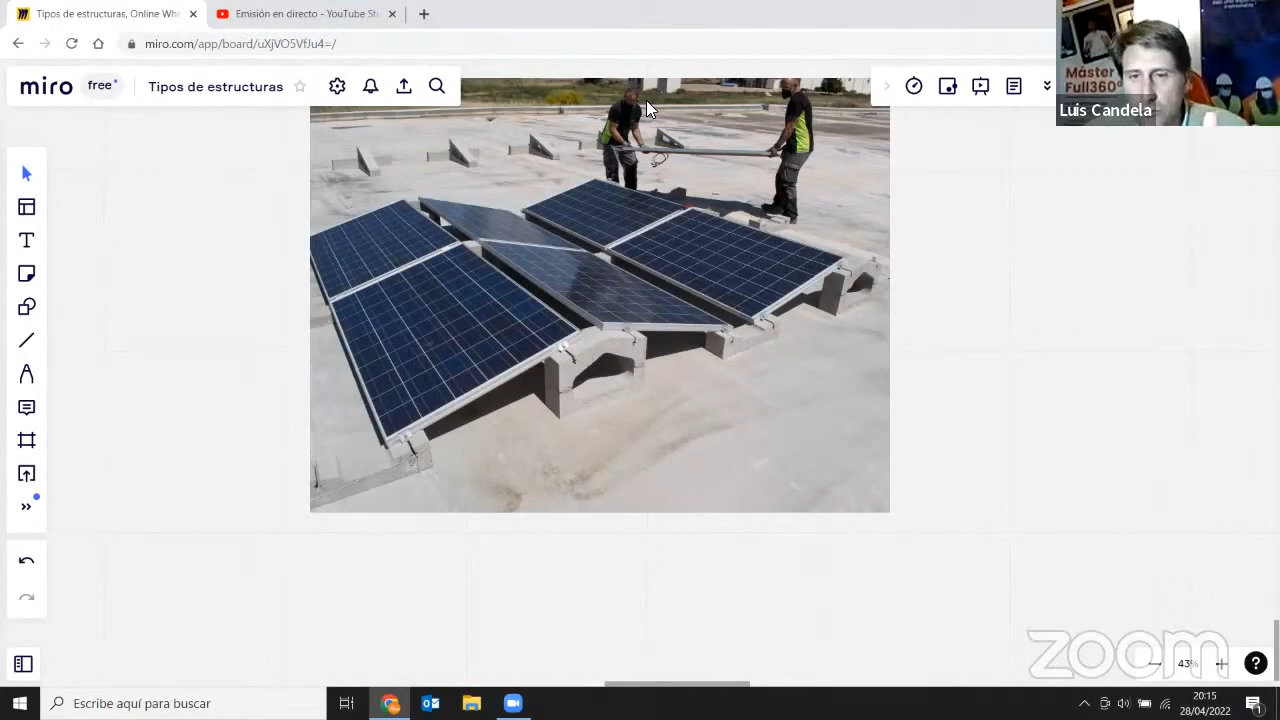 Tipos de estructuras, Online Wh
Emisión en directo - YouTube St
miro.com/app/board/uXjVO5VfJu4=/
miro
free
Tipos de estructuras
Máster
Full360°
Luis Candela
zoom
43%
?
Escribe aquí para buscar
20:15
28/04/2022
1